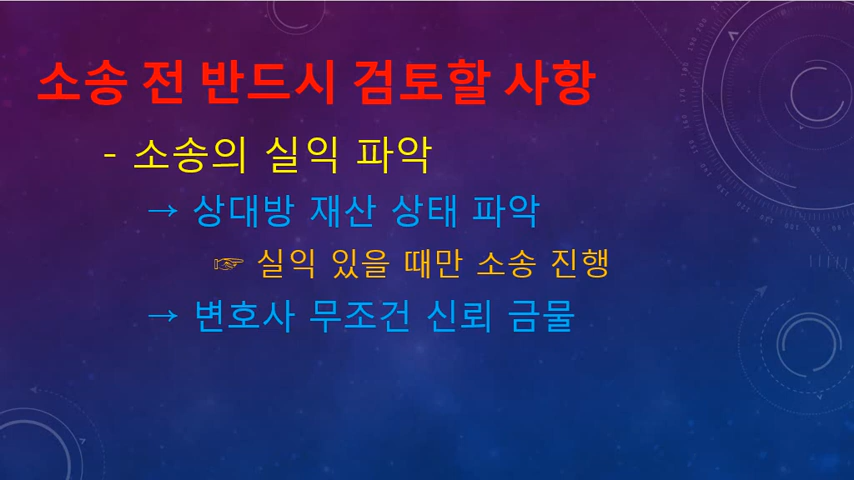 소송 전 반드시 검토할 사항
- 소송의 실익 파악
→ 상대방 재산 상태 파악
☞ 실익 있을 때만 소송 진행
→ 변호사 무조건 신뢰 금물